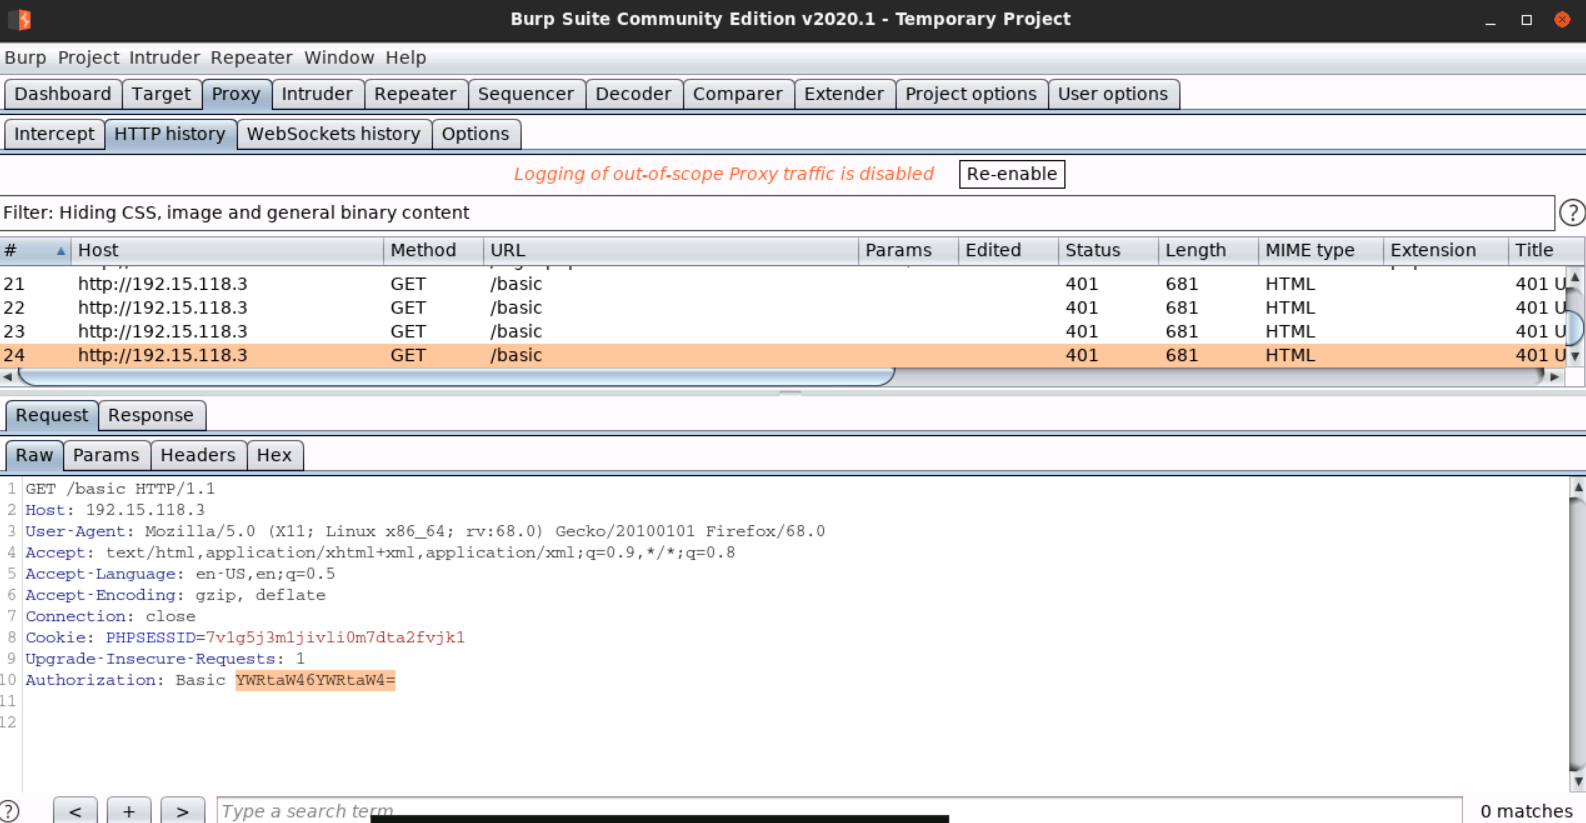 Burp Suite Community Edition v2020.1 - Temporary Project
Burp Project Intruder Repeater Window Help
Dashboard Target Proxy Intruder Repeater Sequencer Decoder Comparer Extender Project options User options
Intercept HTTP history WebSockets history Options
Logging of out-of-scope Proxy traffic is disabled Re-enable
Filter: Hiding CSS, image and general binary content ?
# Host Method URL Params Edited Status Length MIME type Extension Title
21 http://192.15.118.3 GET /basic 401 681 HTML 401 U
22 http://192.15.118.3 GET /basic 401 681 HTML 401 U
23 http://192.15.118.3 GET /basic 401 681 HTML 401 U
24 http://192.15.118.3 GET /basic 401 681 HTML 401 U
Request Response
Raw Params Headers Hex
1 GET /basic HTTP/1.1
2 Host: 192.15.118.3
3 User-Agent: Mozilla/5.0 (X11; Linux x86_64; rv:68.0) Gecko/20100101 Firefox/68.0
4 Accept: text/html,application/xhtml+xml,application/xml;q=0.9,*/*;q=0.8
5 Accept-Language: en-US,en;q=0.5
6 Accept-Encoding: gzip, deflate
7 Connection: close
8 Cookie: PHPSESSID=7v1g5j3m1jivli0m7dta2fvjk1
9 Upgrade-Insecure-Requests: 1
10 Authorization: Basic YWRtaW46YWRtaW4=
11
12
? < + > Type a search term 0 matches